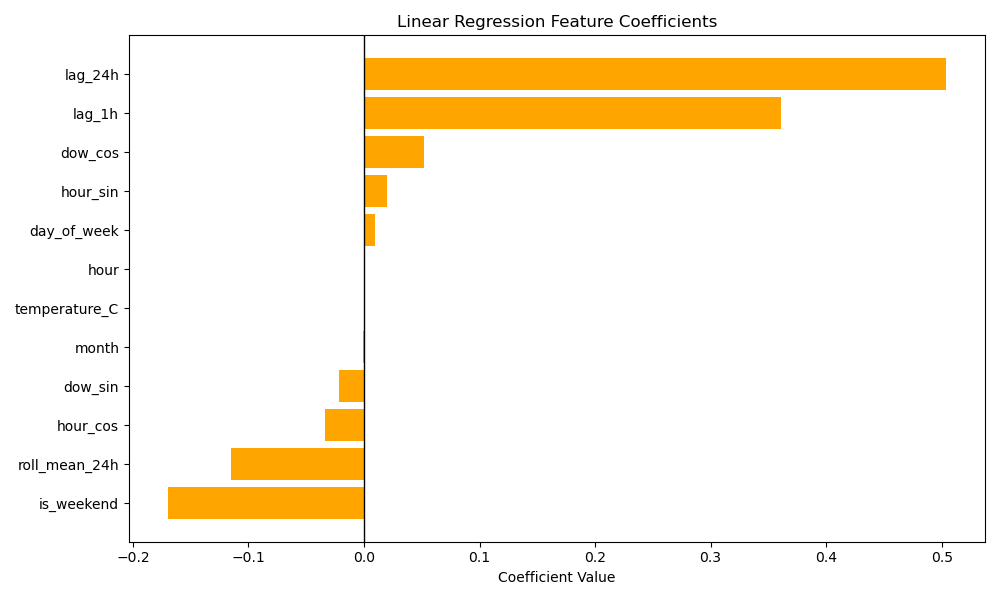 Linear Regression Feature Coefficients
lag_24h
lag_1h
dow_cos
hour_sin
day_of_week
hour
temperature_C
month
dow_sin
hour_cos
roll_mean_24h
is_weekend
−0.2 −0.1 0.0 0.1 0.2 0.3 0.4 0.5
Coefficient Value